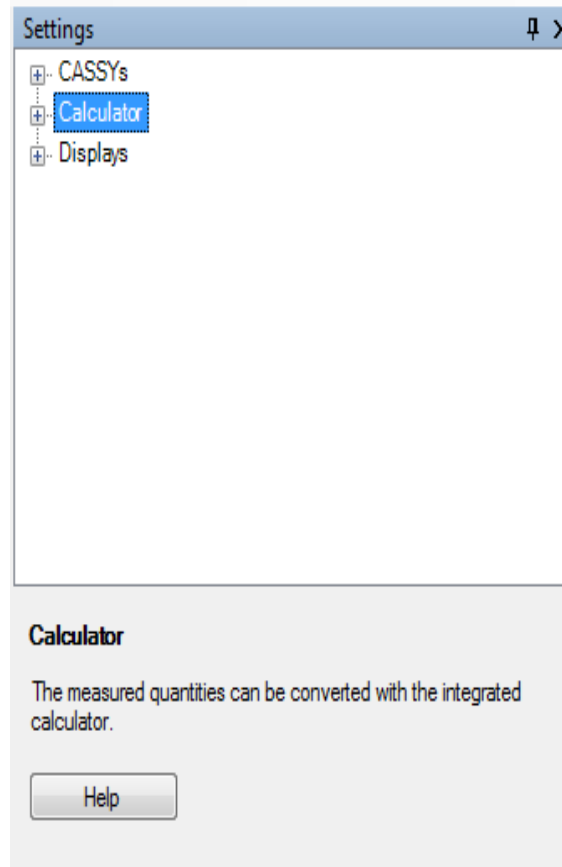 Settings
CASSYs
Calculator
Displays
Calculator
The measured quantities can be converted with the integrated
calculator.
Help